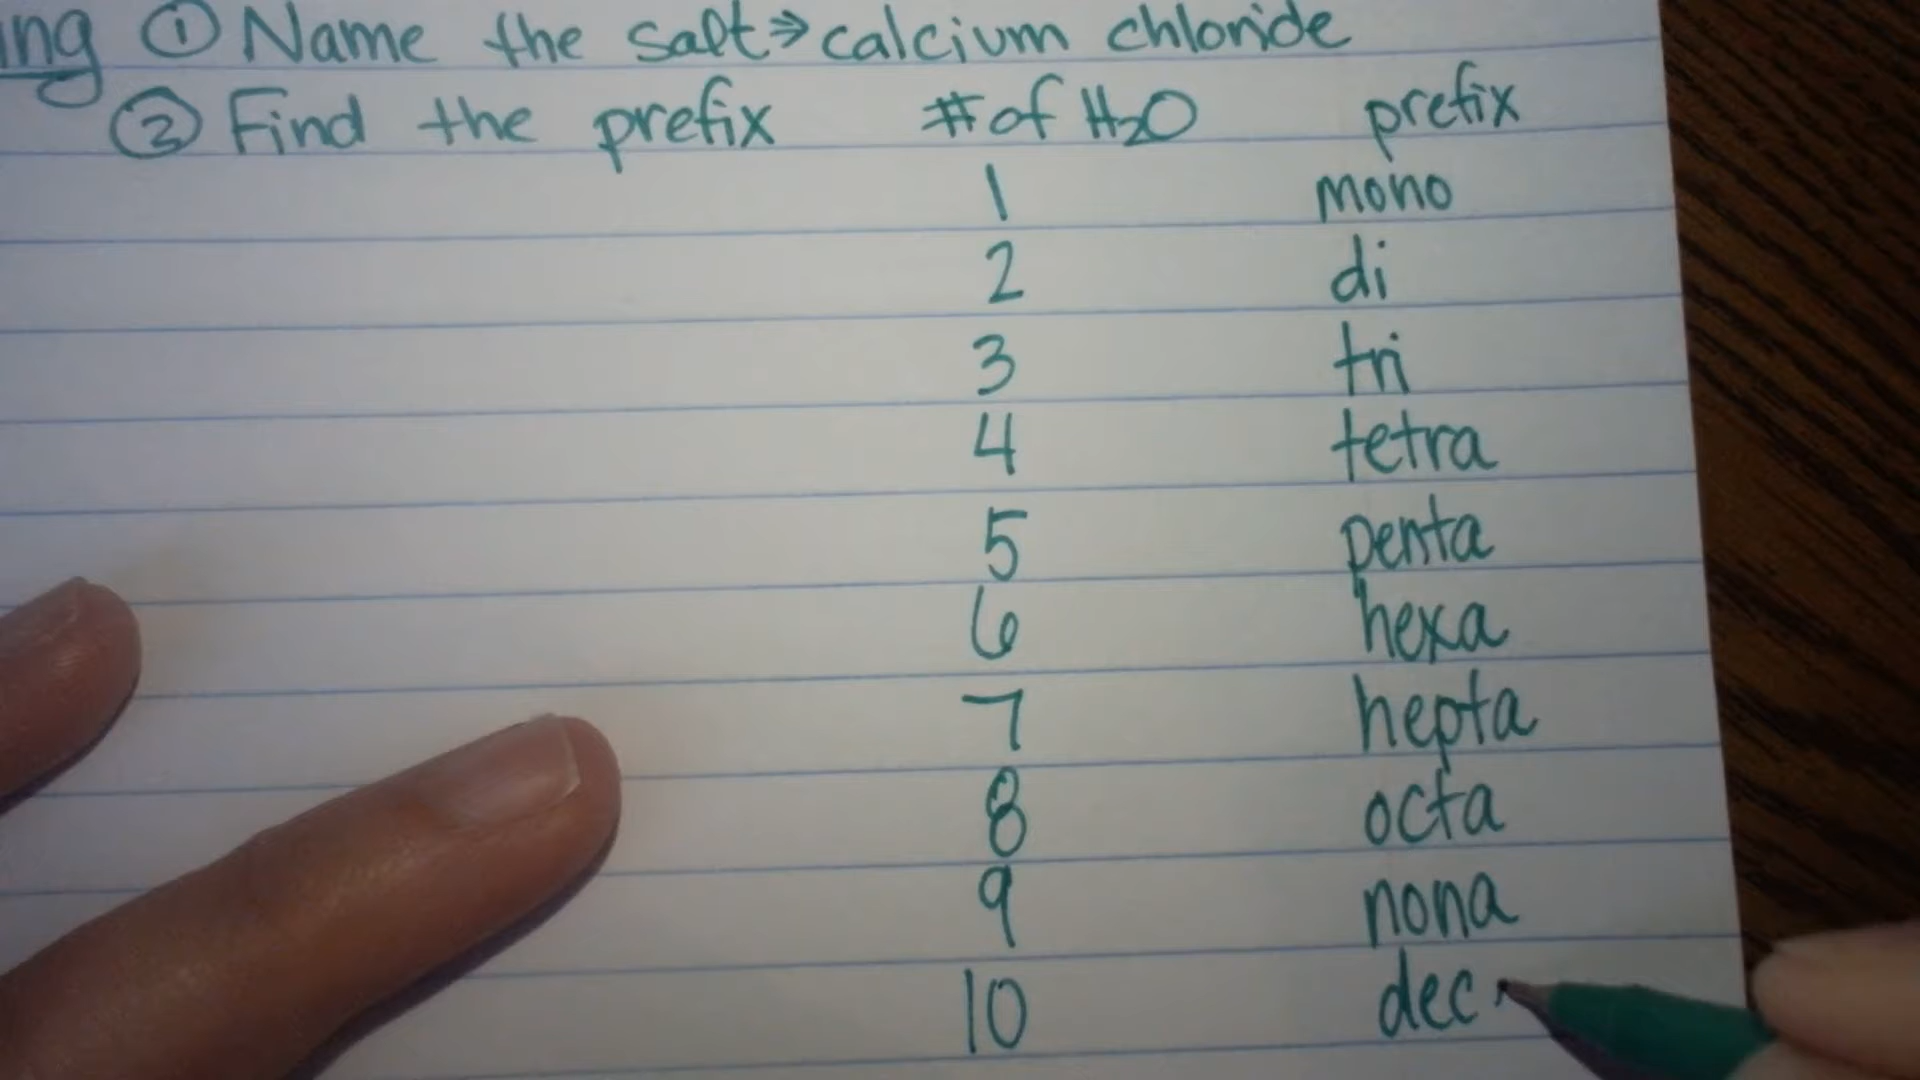 ing ① Name the salt⇒calcium chloride
② Find the prefix # of H₂O prefix
1 mono
2 di
3 tri
4 tetra
5 penta
6 hexa
7 hepta
8 octa
9 nona
10 dec